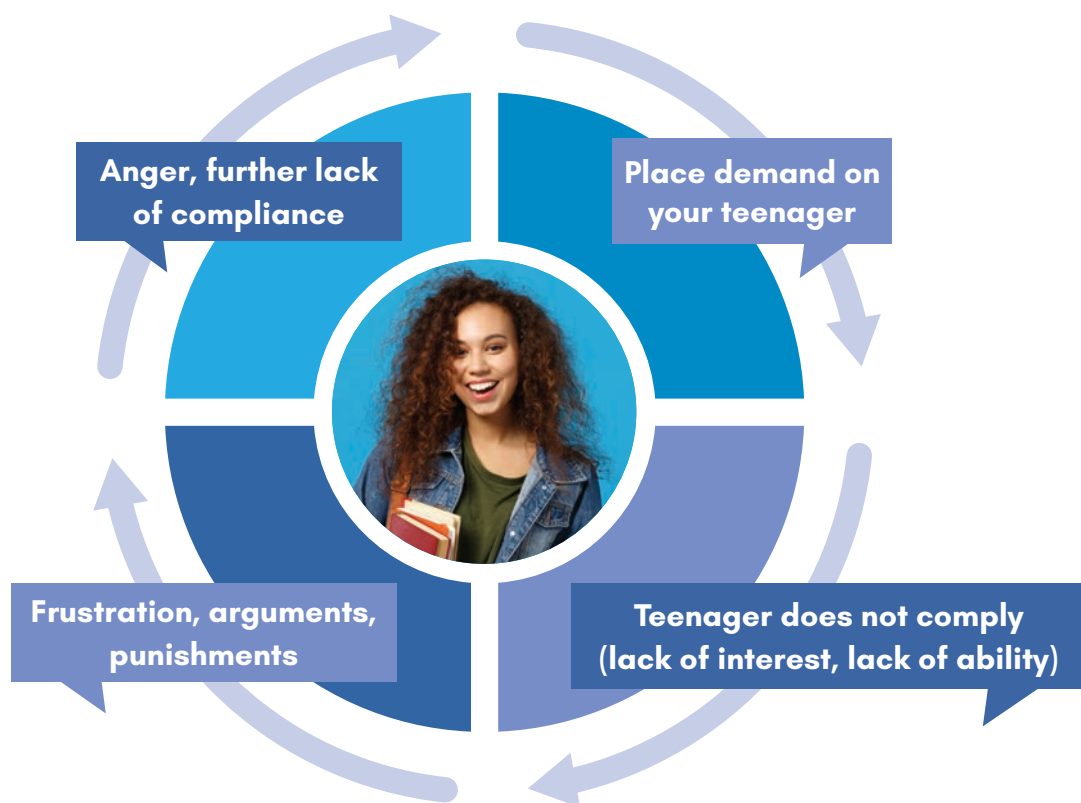 Anger, further lack
of compliance
Place demand on
your teenager
Frustration, arguments,
punishments
Teenager does not comply
(lack of interest, lack of ability)